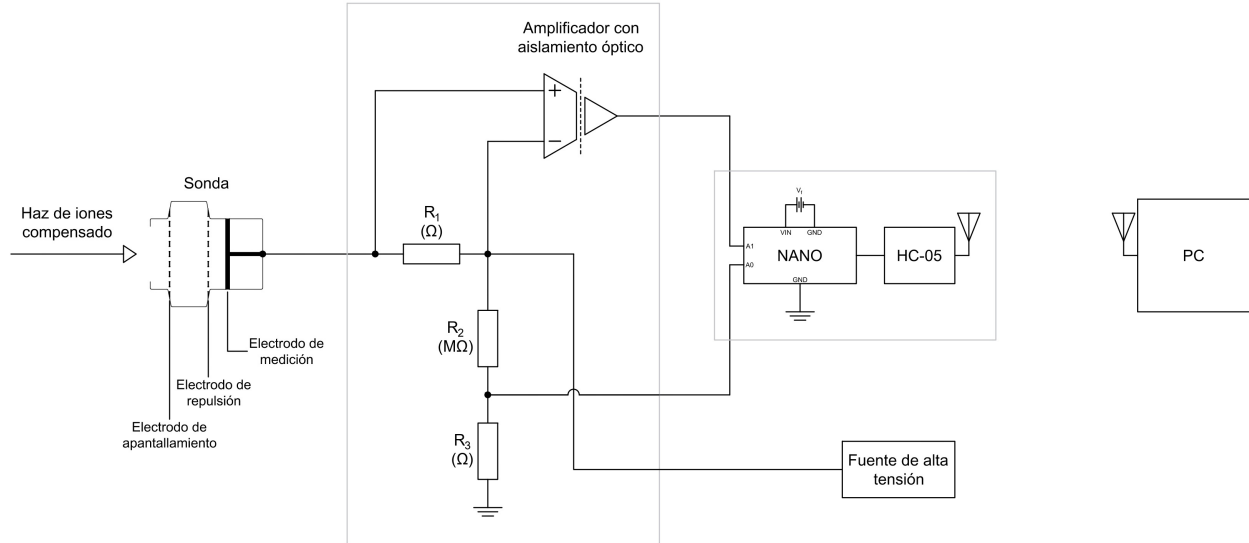 Amplificador con
aislamiento óptico
+
−
Sonda
Haz de iones
compensado
R1
(Ω)
Vf
VIN
GND
A1
A0
NANO
GND
HC-05
PC
R2
(MΩ)
Electrodo de
medición
Electrodo de
repulsión
Electrodo de
apantallamiento
R3
(Ω)
Fuente de alta
tensión